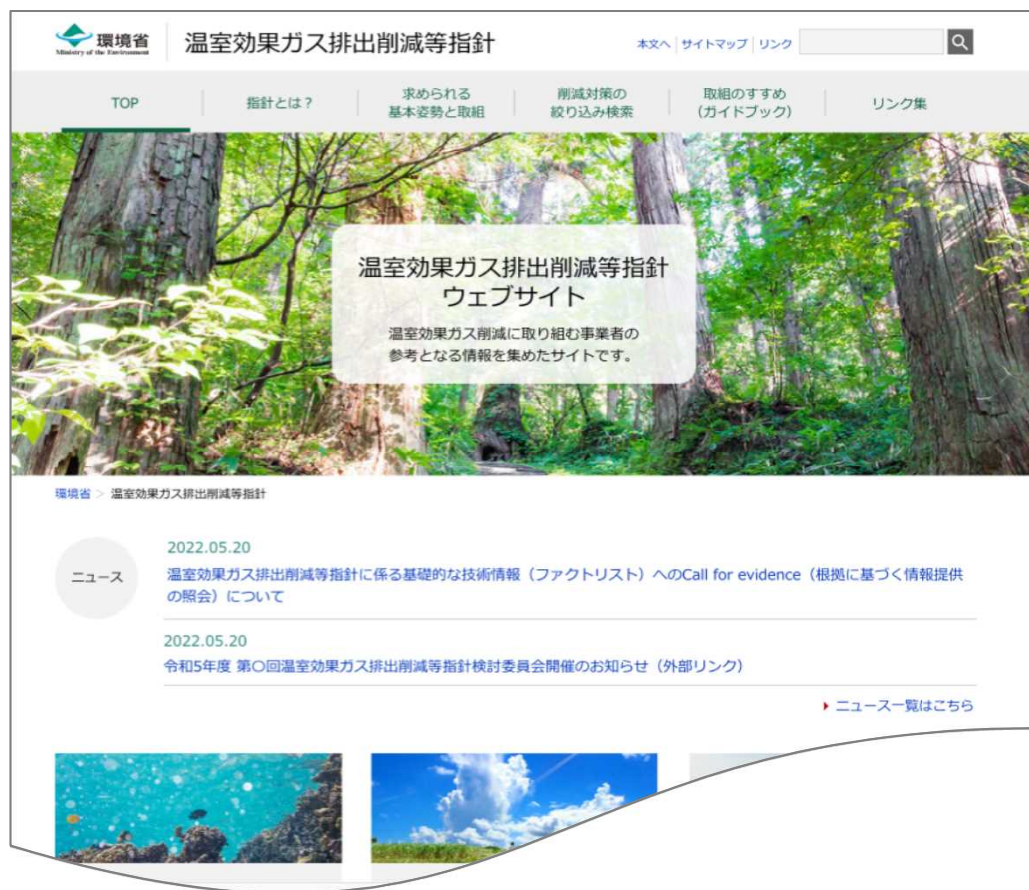 環境省
Ministry of the Environment
温室効果ガス排出削減等指針
本文へ サイトマップ リンク
TOP
指針とは?
求められる
基本姿勢と取組
削減対策の
絞り込み検索
取組のすすめ
(ガイドブック)
リンク集
温室効果ガス排出削減等指針
ウェブサイト
温室効果ガス削減に取り組む事業者の
参考となる情報を集めたサイトです。
環境省 > 温室効果ガス排出削減等指針
ニュース
2022.05.20
温室効果ガス排出削減等指針に係る基礎的な技術情報(ファクトリスト)へのCall for evidence(根拠に基づく情報提供
の照会)について
2022.05.20
令和5年度 第〇回温室効果ガス排出削減等指針検討委員会開催のお知らせ(外部リンク)
ニュース一覧はこちら